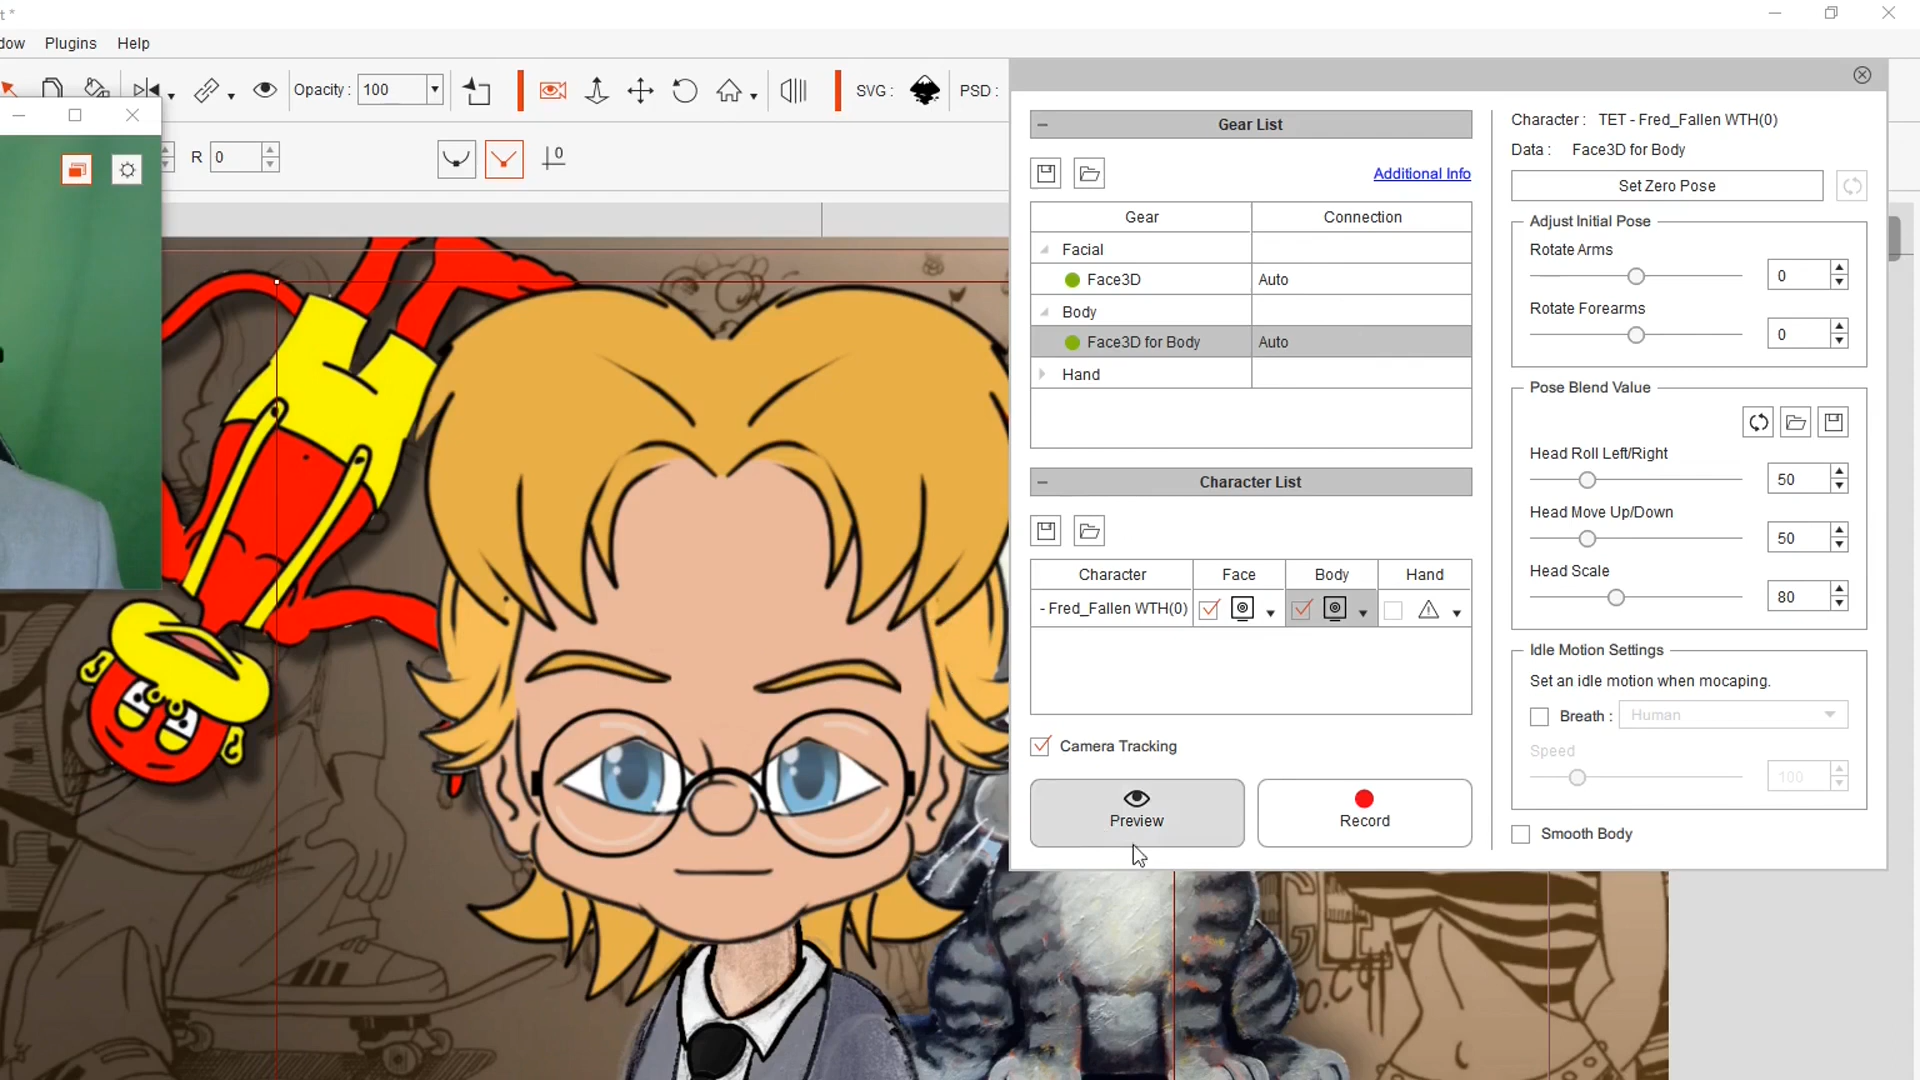 t *
dow Plugins Help
Opacity : 100 SVG : PSD :
R 0 0
Gear List
Additional Info
Gear Connection
Facial
Face3D Auto
Body
Face3D for Body Auto
Hand
Character List
Character Face Body Hand
- Fred_Fallen WTH(0)
Camera Tracking
Preview Record
Character : TET - Fred_Fallen WTH(0)
Data : Face3D for Body
Set Zero Pose
Adjust Initial Pose
Rotate Arms
0
Rotate Forearms
0
Pose Blend Value
Head Roll Left/Right
50
Head Move Up/Down
50
Head Scale
80
Idle Motion Settings
Set an idle motion when mocaping.
Breath : Human
Speed
100
Smooth Body